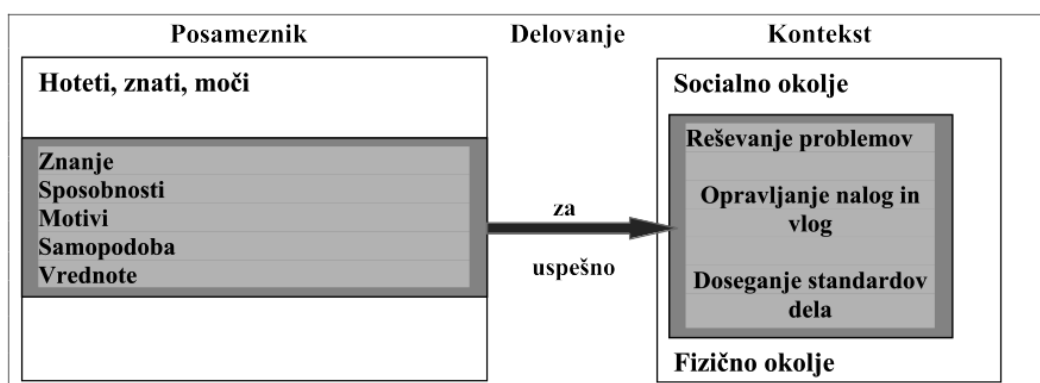 Posameznik Delovanje Kontekst
Hoteti, znati, moči
Znanje
Sposobnosti
Motivi
Samopodoba
Vrednote
za
uspešno
Socialno okolje
Reševanje problemov
Opravljanje nalog in
vlog
Doseganje standardov
dela
Fizično okolje